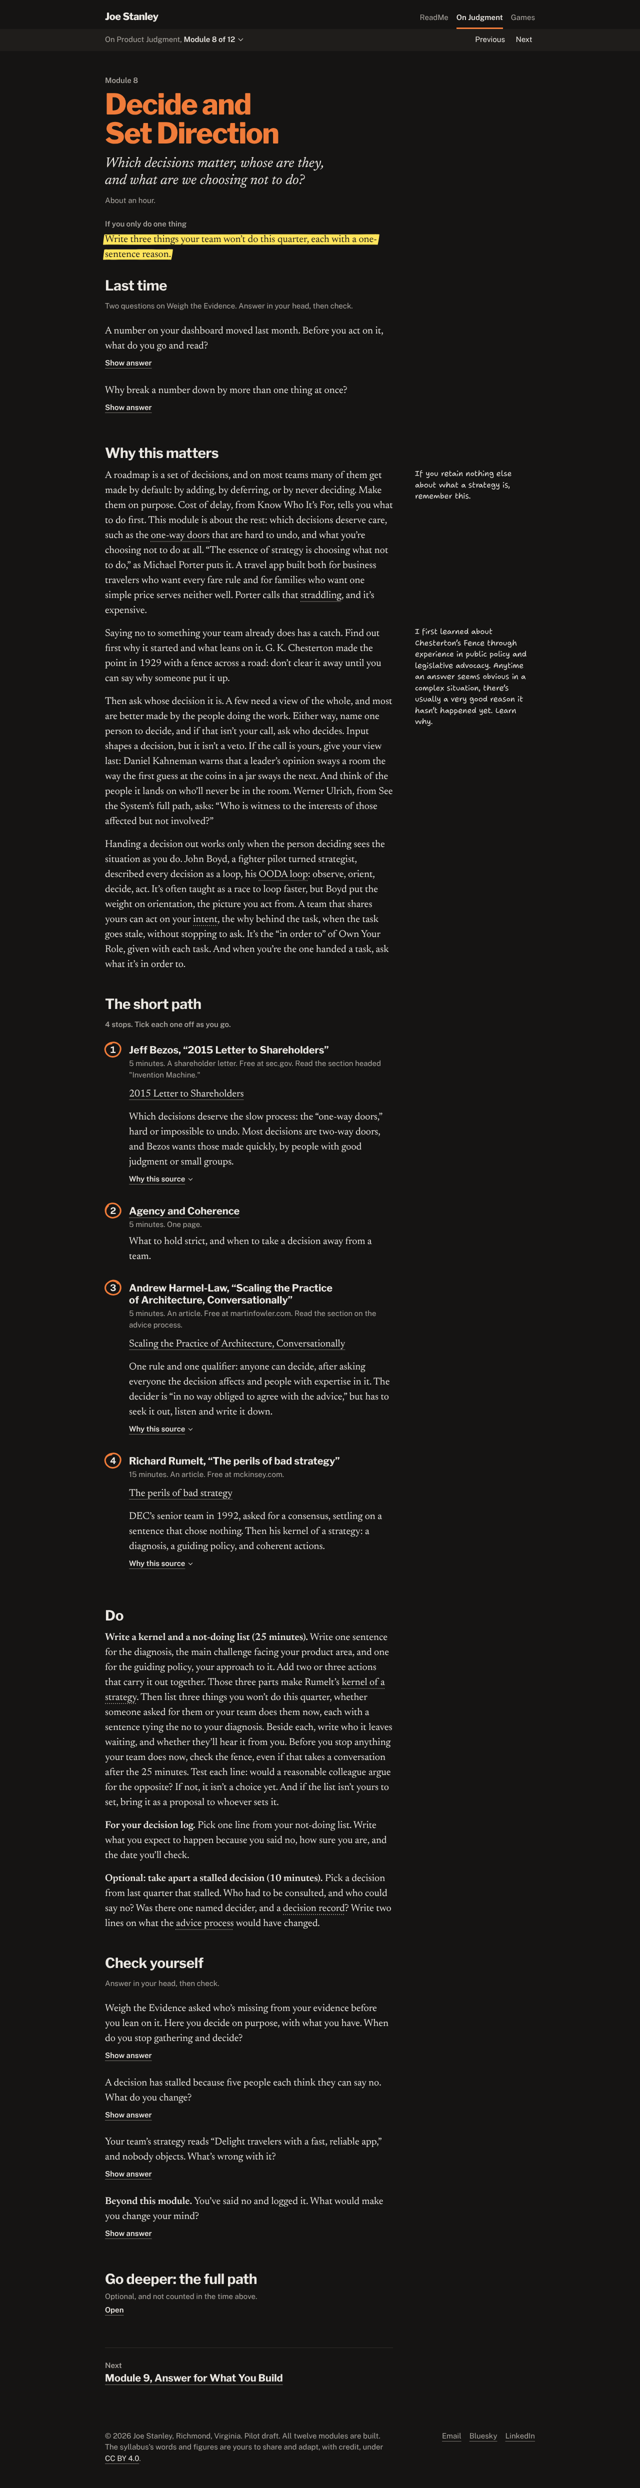 Joe Stanley
ReadMe On Judgment Games
On Product Judgment, Module 8 of 12
Previous Next
Module 8
Decide and
Set Direction
Which decisions matter, whose are they,
and what are we choosing not to do?
About an hour.
If you only do one thing
Write three things your team won't do this quarter, each with a one-
sentence reason.
Last time
Two questions on Weigh the Evidence. Answer in your head, then check.
A number on your dashboard moved last month. Before you act on it,
what do you go and read?
Show answer
Why break a number down by more than one thing at once?
Show answer
Why this matters
A roadmap is a set of decisions, and on most teams many of them get
made by default: by adding, by deferring, or by never deciding. Make
them on purpose. Cost of delay, from Know Who It's For, tells you what
to do first. This module is about the rest: which decisions deserve care,
such as the one-way doors that are hard to undo, and what you're
choosing not to do at all. “The essence of strategy is choosing what not
to do,” as Michael Porter puts it. A travel app built both for business
travelers who want every fare rule and for families who want one
simple price serves neither well. Porter calls that straddling, and it's
expensive.
If you retain nothing else
about what a strategy is,
remember this.
Saying no to something your team already does has a catch. Find out
first why it started and what leans on it. G. K. Chesterton made the
point in 1929 with a fence across a road: don't clear it away until you
can say why someone put it up.
I first learned about
Chesterton's Fence through
experience in public policy and
legislative advocacy. Anytime
an answer seems obvious in a
complex situation, there's
usually a very good reason it
hasn't happened yet. Learn
why.
Then ask whose decision it is. A few need a view of the whole, and most
are better made by the people doing the work. Either way, name one
person to decide, and if that isn't your call, ask who decides. Input
shapes a decision, but it isn't a veto. If the call is yours, give your view
last: Daniel Kahneman warns that a leader's opinion sways a room the
way the first guess at the coins in a jar sways the next. And think of the
people it lands on who'll never be in the room. Werner Ulrich, from See
the System's full path, asks: “Who is witness to the interests of those
affected but not involved?”
Handing a decision out works only when the person deciding sees the
situation as you do. John Boyd, a fighter pilot turned strategist,
described every decision as a loop, his OODA loop: observe, orient,
decide, act. It's often taught as a race to loop faster, but Boyd put the
weight on orientation, the picture you act from. A team that shares
yours can act on your intent, the why behind the task, when the task
goes stale, without stopping to ask. It's the “in order to” of Own Your
Role, given with each task. And when you're the one handed a task, ask
what it's in order to.
The short path
4 stops. Tick each one off as you go.
1
Jeff Bezos, “2015 Letter to Shareholders”
5 minutes. A shareholder letter. Free at sec.gov. Read the section headed
"Invention Machine."
2015 Letter to Shareholders
Which decisions deserve the slow process: the “one-way doors,”
hard or impossible to undo. Most decisions are two-way doors,
and Bezos wants those made quickly, by people with good
judgment or small groups.
Why this source
2
Agency and Coherence
5 minutes. One page.
What to hold strict, and when to take a decision away from a
team.
3
Andrew Harmel-Law, “Scaling the Practice
of Architecture, Conversationally”
5 minutes. An article. Free at martinfowler.com. Read the section on the
advice process.
Scaling the Practice of Architecture, Conversationally
One rule and one qualifier: anyone can decide, after asking
everyone the decision affects and people with expertise in it. The
decider is “in no way obliged to agree with the advice,” but has to
seek it out, listen and write it down.
Why this source
4
Richard Rumelt, “The perils of bad strategy”
15 minutes. An article. Free at mckinsey.com.
The perils of bad strategy
DEC's senior team in 1992, asked for a consensus, settling on a
sentence that chose nothing. Then his kernel of a strategy: a
diagnosis, a guiding policy, and coherent actions.
Why this source
Do
Write a kernel and a not-doing list (25 minutes). Write one sentence
for the diagnosis, the main challenge facing your product area, and one
for the guiding policy, your approach to it. Add two or three actions
that carry it out together. Those three parts make Rumelt's kernel of a
strategy. Then list three things you won't do this quarter, whether
someone asked for them or your team does them now, each with a
sentence tying the no to your diagnosis. Beside each, write who it leaves
waiting, and whether they'll hear it from you. Before you stop anything
your team does now, check the fence, even if that takes a conversation
after the 25 minutes. Test each line: would a reasonable colleague argue
for the opposite? If not, it isn't a choice yet. And if the list isn't yours to
set, bring it as a proposal to whoever sets it.
For your decision log. Pick one line from your not-doing list. Write
what you expect to happen because you said no, how sure you are, and
the date you'll check.
Optional: take apart a stalled decision (10 minutes). Pick a decision
from last quarter that stalled. Who had to be consulted, and who could
say no? Was there one named decider, and a decision record? Write two
lines on what the advice process would have changed.
Check yourself
Answer in your head, then check.
Weigh the Evidence asked who's missing from your evidence before
you lean on it. Here you decide on purpose, with what you have. When
do you stop gathering and decide?
Show answer
A decision has stalled because five people each think they can say no.
What do you change?
Show answer
Your team's strategy reads “Delight travelers with a fast, reliable app,”
and nobody objects. What's wrong with it?
Show answer
Beyond this module. You've said no and logged it. What would make
you change your mind?
Show answer
Go deeper: the full path
Optional, and not counted in the time above.
Open
Next
Module 9, Answer for What You Build
© 2026 Joe Stanley, Richmond, Virginia. Pilot draft. All twelve modules are built.
The syllabus's words and figures are yours to share and adapt, with credit, under
CC BY 4.0.
Email Bluesky LinkedIn